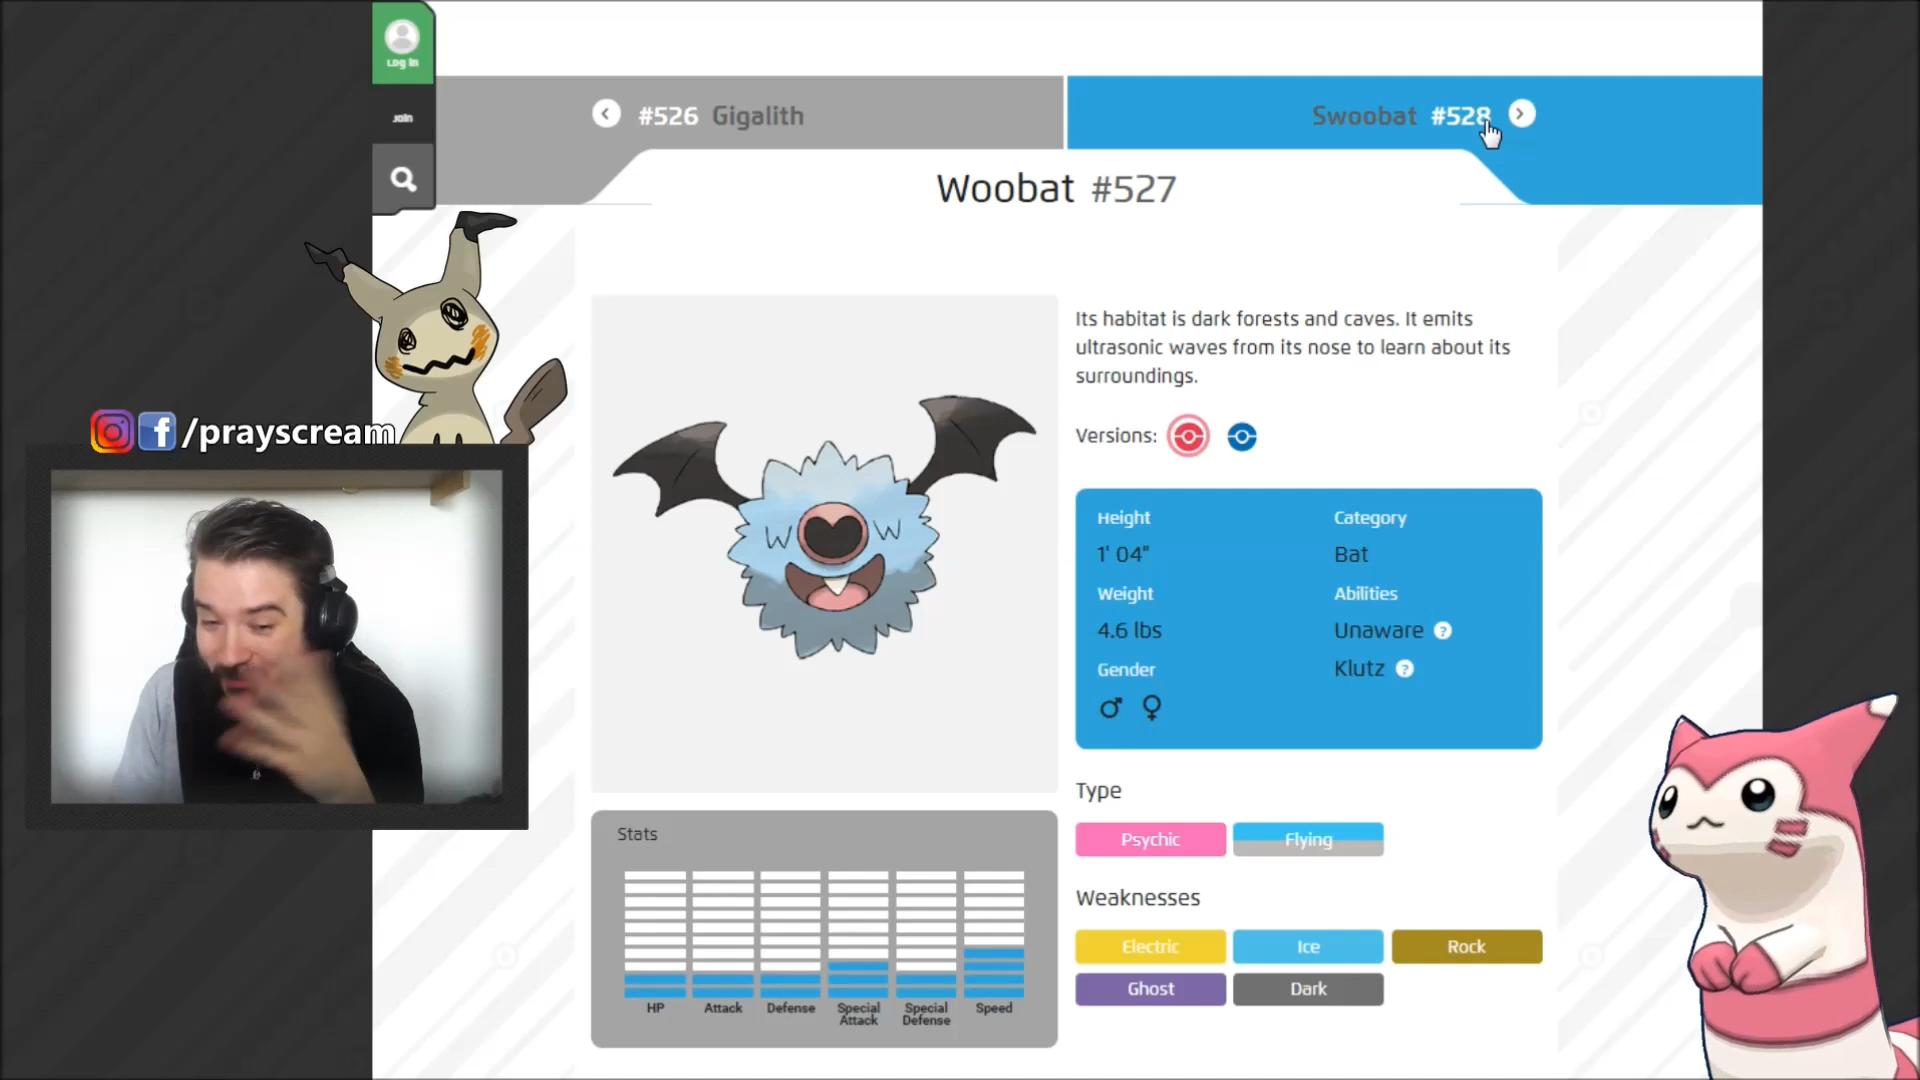 LOG IN
JOIN
#526 Gigalith
Swoobat #528
Woobat #527
Its habitat is dark forests and caves. It emits
ultrasonic waves from its nose to learn about its
surroundings.
Versions:
/prayscream
Height
1' 04"
Category
Bat
Weight
4.6 lbs
Abilities
Unaware ?
Klutz ?
Gender
Type
Psychic Flying
Weaknesses
Electric Ice Rock
Ghost Dark
Stats
HP Attack Defense Special Attack Special Defense Speed